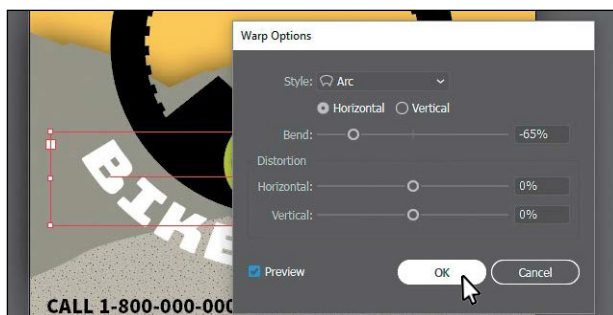 Warp Options
Style: Arc
Horizontal Vertical
Bend: -65%
Distortion
Horizontal: 0%
Vertical: 0%
Preview OK Cancel
BIKE
CALL 1-800-000-000